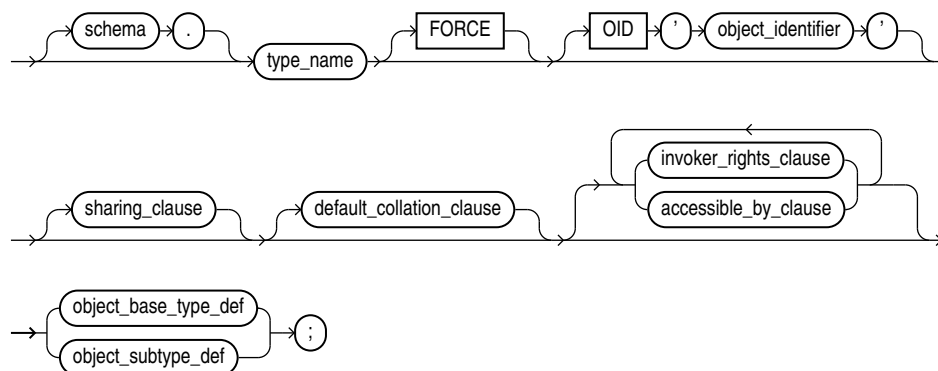 schema . FORCE OID ' object_identifier '
type_name
invoker_rights_clause
sharing_clause default_collation_clause accessible_by_clause
object_base_type_def
;
object_subtype_def